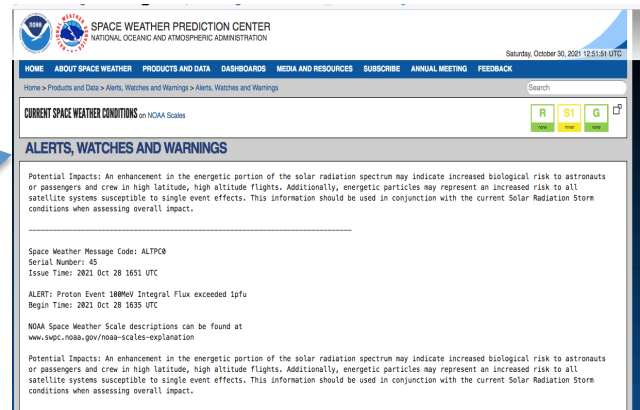 NOAA
SPACE WEATHER PREDICTION CENTER
NATIONAL OCEANIC AND ATMOSPHERIC ADMINISTRATION
Saturday, October 30, 2021 12:51:51 UTC
HOME ABOUT SPACE WEATHER PRODUCTS AND DATA DASHBOARDS MEDIA AND RESOURCES SUBSCRIBE ANNUAL MEETING FEEDBACK
Home > Products and Data > Alerts, Watches and Warnings > Alerts, Watches and Warnings
Search
CURRENT SPACE WEATHER CONDITIONS on NOAA Scales
R S1 G
none minor none
ALERTS, WATCHES AND WARNINGS
Potential Impacts: An enhancement in the energetic portion of the solar radiation spectrum may indicate increased biological risk to astronauts
or passengers and crew in high latitude, high altitude flights. Additionally, energetic particles may represent an increased risk to all
satellite systems susceptible to single event effects. This information should be used in conjunction with the current Solar Radiation Storm
conditions when assessing overall impact.
Space Weather Message Code: ALTPC0
Serial Number: 45
Issue Time: 2021 Oct 28 1651 UTC
ALERT: Proton Event 100MeV Integral Flux exceeded 1pfu
Begin Time: 2021 Oct 28 1635 UTC
NOAA Space Weather Scale descriptions can be found at
www.swpc.noaa.gov/noaa-scales-explanation
Potential Impacts: An enhancement in the energetic portion of the solar radiation spectrum may indicate increased biological risk to astronauts
or passengers and crew in high latitude, high altitude flights. Additionally, energetic particles may represent an increased risk to all
satellite systems susceptible to single event effects. This information should be used in conjunction with the current Solar Radiation Storm
conditions when assessing overall impact.